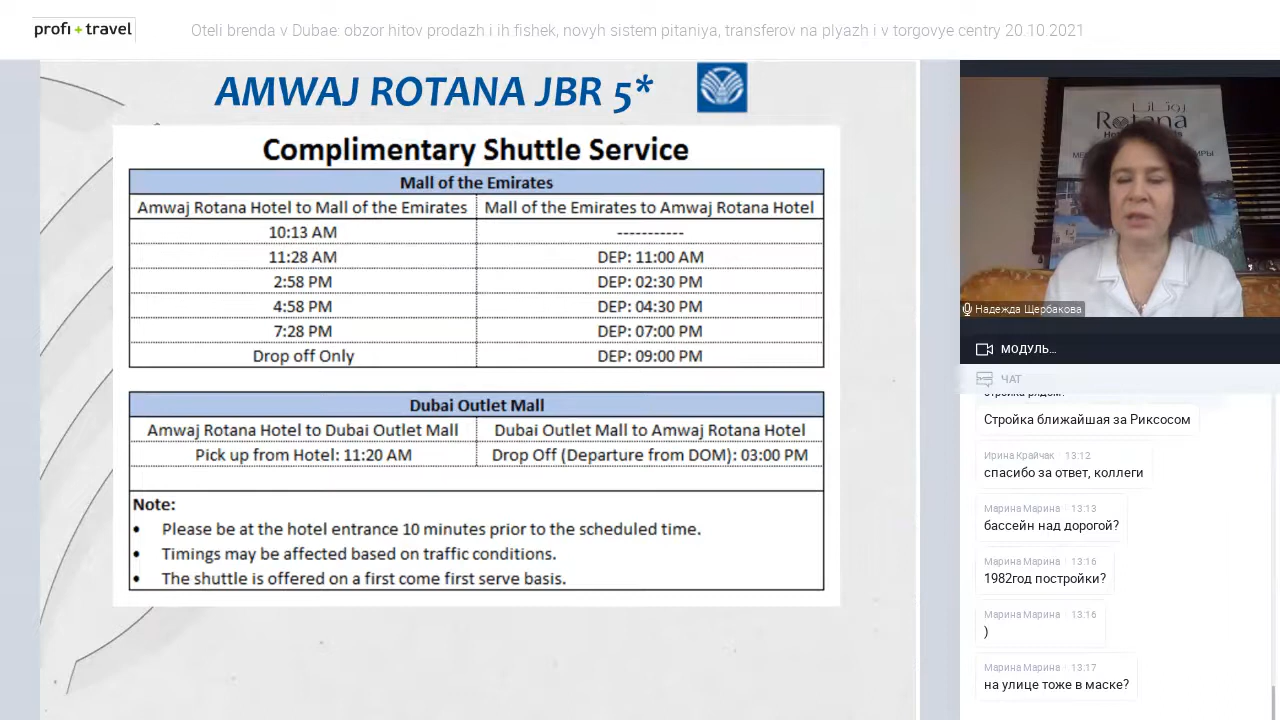 profi+travel
Oteli brenda v Dubae: obzor hitov prodazh i ih fishek, novyh sistem pitaniya, transferov na plyazh i v torgovye centry 20.10.2021
AMWAJ ROTANA JBR 5*
Complimentary Shuttle Service
Mall of the Emirates
Amwaj Rotana Hotel to Mall of the Emirates Mall of the Emirates to Amwaj Rotana Hotel
10:13 AM -----------
11:28 AM DEP: 11:00 AM
2:58 PM DEP: 02:30 PM
4:58 PM DEP: 04:30 PM
7:28 PM DEP: 07:00 PM
Drop off Only DEP: 09:00 PM
Dubai Outlet Mall
Amwaj Rotana Hotel to Dubai Outlet Mall Dubai Outlet Mall to Amwaj Rotana Hotel
Pick up from Hotel: 11:20 AM Drop Off (Departure from DOM): 03:00 PM
Note:
• Please be at the hotel entrance 10 minutes prior to the scheduled time.
• Timings may be affected based on traffic conditions.
• The shuttle is offered on a first come first serve basis.
روتانا
Rotana
Надежда Щербакова
МОДУЛЬ...
ЧАТ
Стройка ближайшая за Риксосом
Ирина Крайчак · 13:12
спасибо за ответ, коллеги
Марина Марина · 13:13
бассейн над дорогой?
Марина Марина · 13:16
1982год постройки?
Марина Марина · 13:16
)
Марина Марина · 13:17
на улице тоже в маске?